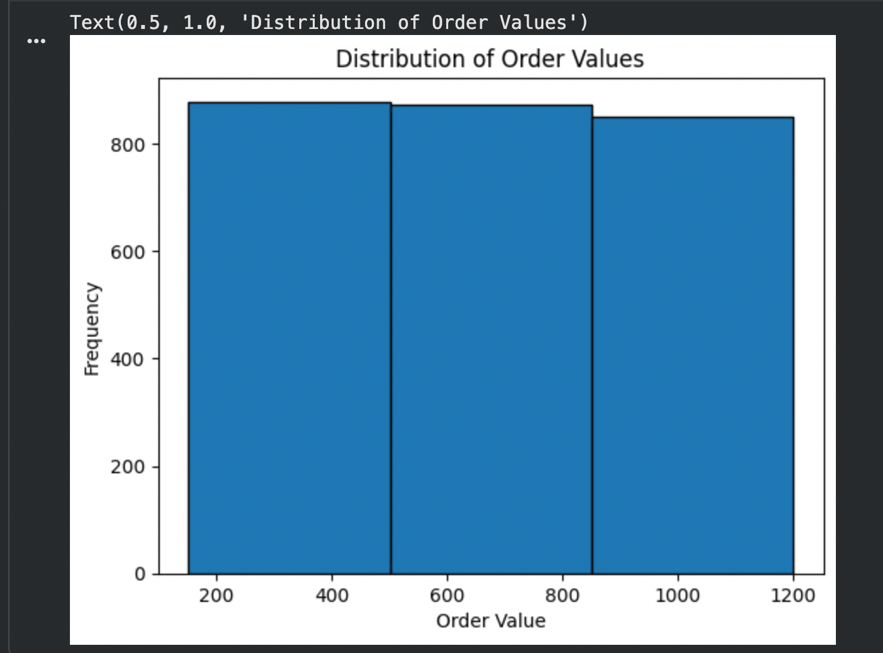 Text(0.5, 1.0, 'Distribution of Order Values')
...
Distribution of Order Values
800
600
400
200
0
Frequency
200 400 600 800 1000 1200
Order Value